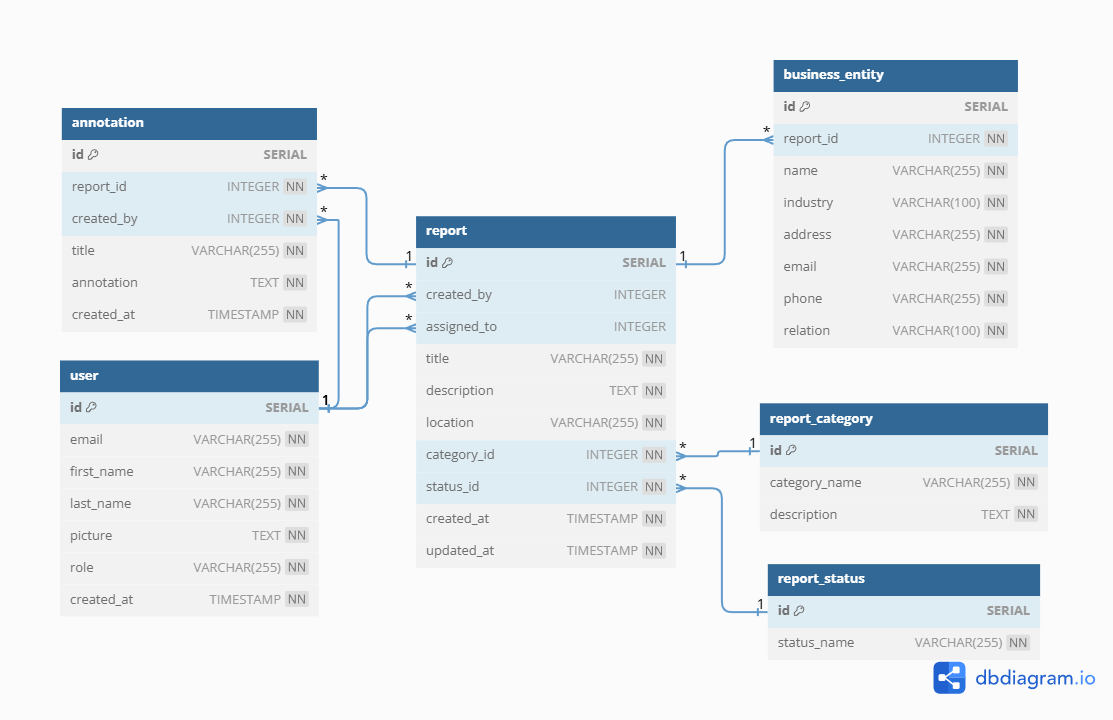 annotation
id SERIAL
report_id INTEGER NN
created_by INTEGER NN
title VARCHAR(255) NN
annotation TEXT NN
created_at TIMESTAMP NN
user
id SERIAL
email VARCHAR(255) NN
first_name VARCHAR(255) NN
last_name VARCHAR(255) NN
picture TEXT NN
role VARCHAR(255) NN
created_at TIMESTAMP NN
* 
*
1
report
1 id SERIAL 1
* created_by INTEGER
* assigned_to INTEGER
title VARCHAR(255) NN
description TEXT NN
location VARCHAR(255) NN
category_id INTEGER NN *
status_id INTEGER NN *
created_at TIMESTAMP NN
updated_at TIMESTAMP NN
business_entity
id SERIAL
* report_id INTEGER NN
name VARCHAR(255) NN
industry VARCHAR(100) NN
address VARCHAR(255) NN
email VARCHAR(255) NN
phone VARCHAR(255) NN
relation VARCHAR(100) NN
report_category
1 id SERIAL
category_name VARCHAR(255) NN
description TEXT NN
report_status
1 id SERIAL
status_name VARCHAR(255) NN
dbdiagram.io